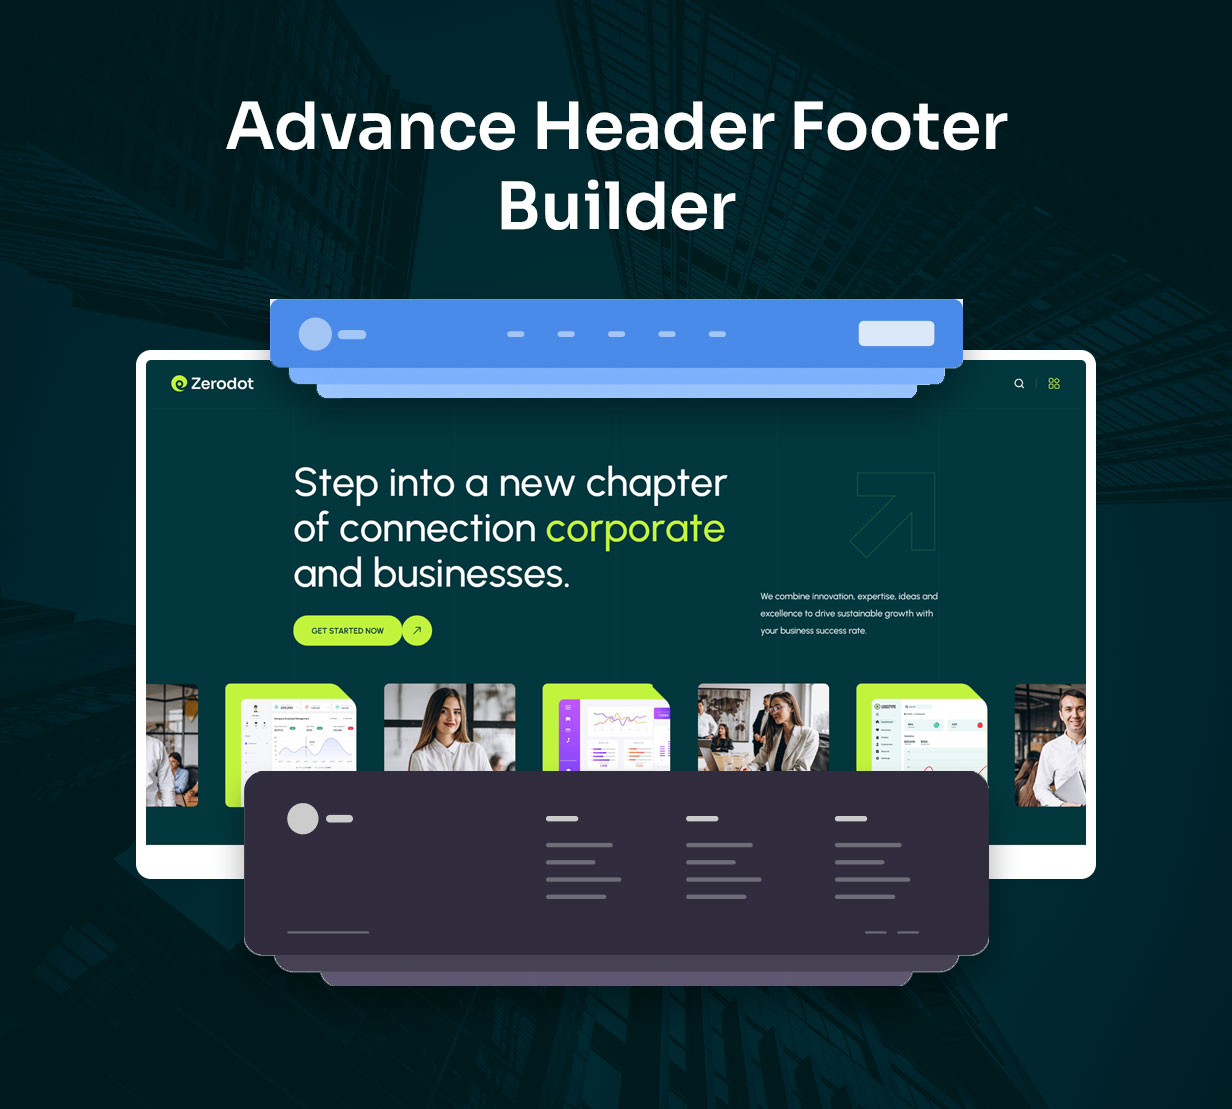 Advance Header Footer
Builder
Zerodot
Step into a new chapter
of connection corporate
and businesses.
We combine innovation, expertise, ideas and
excellence to drive sustainable growth with
your business success rate.
GET STARTED NOW
LOGOTYPE